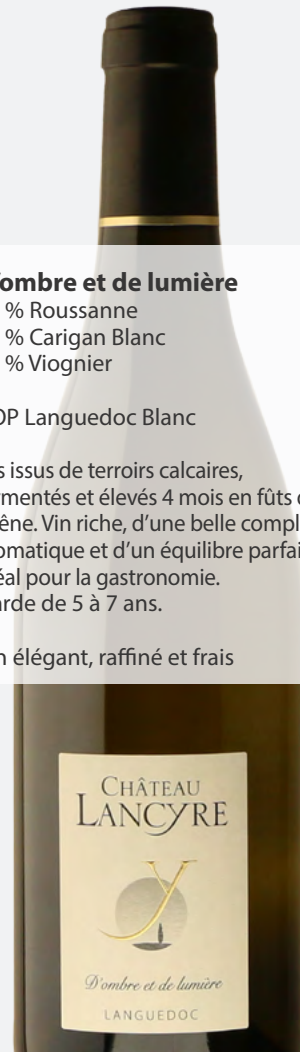 'ombre et de lumière
% Roussanne
% Carigan Blanc
% Viognier
OP Languedoc Blanc
s issus de terroirs calcaires,
rmentés et élevés 4 mois en fûts
êne. Vin riche, d'une belle compl
omatique et d'un équilibre parfai
éal pour la gastronomie.
arde de 5 à 7 ans.
n élégant, raffiné et frais
CHÂTEAU
LANCYRE
D'ombre et de lumière
LANGUEDOC